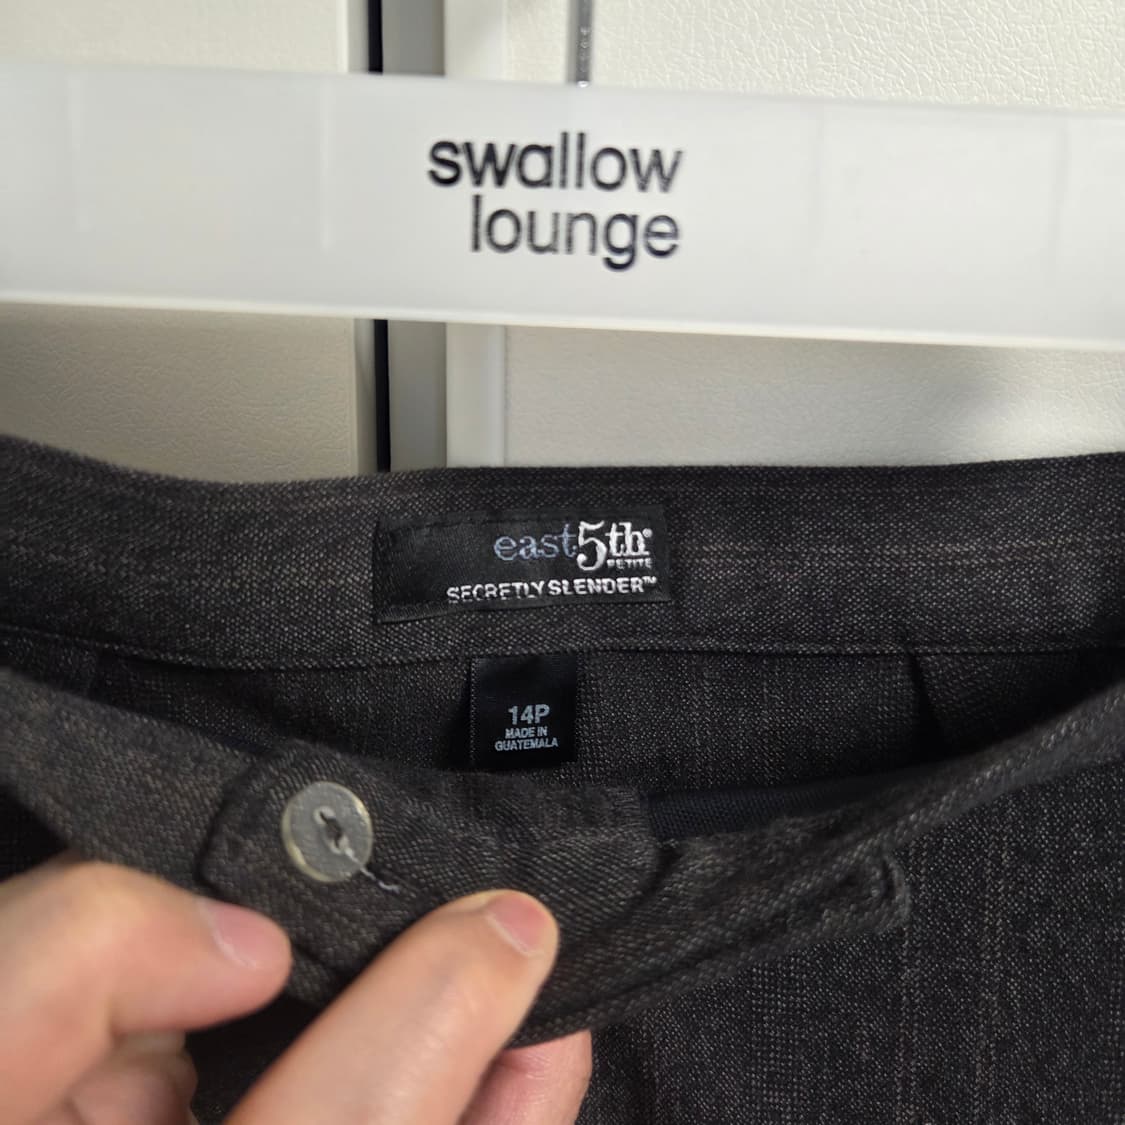 swallow
lounge
east5th®
PETITE
SECRETLY SLENDER™
14P
MADE IN
GUATEMALA